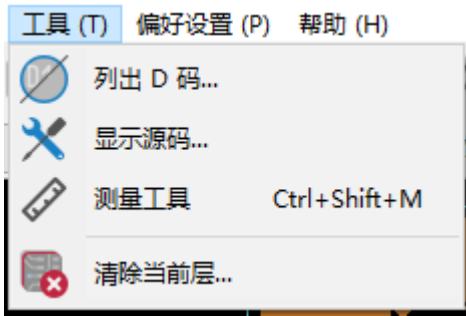 工具 (T) 偏好设置 (P) 帮助 (H)
列出 D 码...
显示源码...
测量工具 Ctrl+Shift+M
清除当前层...